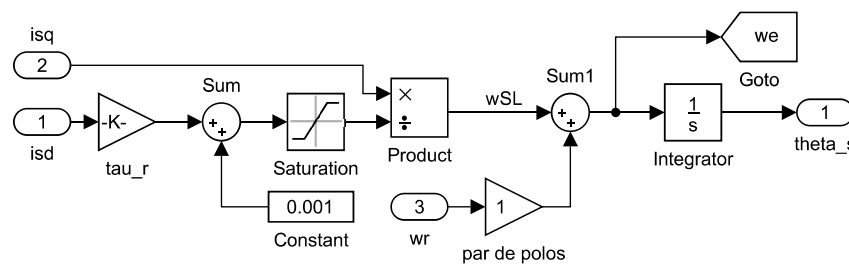 isq
2
we
Goto
Sum
Sum1
×
÷
wSL
1
s
1
theta_s
1
isd
-K-
tau_r
+
+
Saturation
Product
+
+
Integrator
0.001
Constant
3
wr
1
par de polos